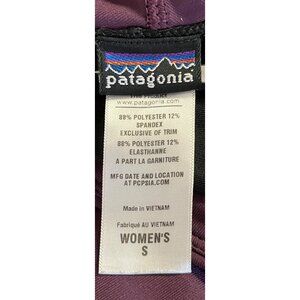 patagonia
www.patagonia.com
88% POLYESTER 12%
SPANDEX
EXCLUSIVE OF TRIM
88% POLYESTER 12%
ELASTHANNE
A PART LA GARNITURE
MFG DATE AND LOCATION
AT PCPSIA.COM
Made in VIETNAM
Fabriqué AU VIETNAM
WOMEN'S
S